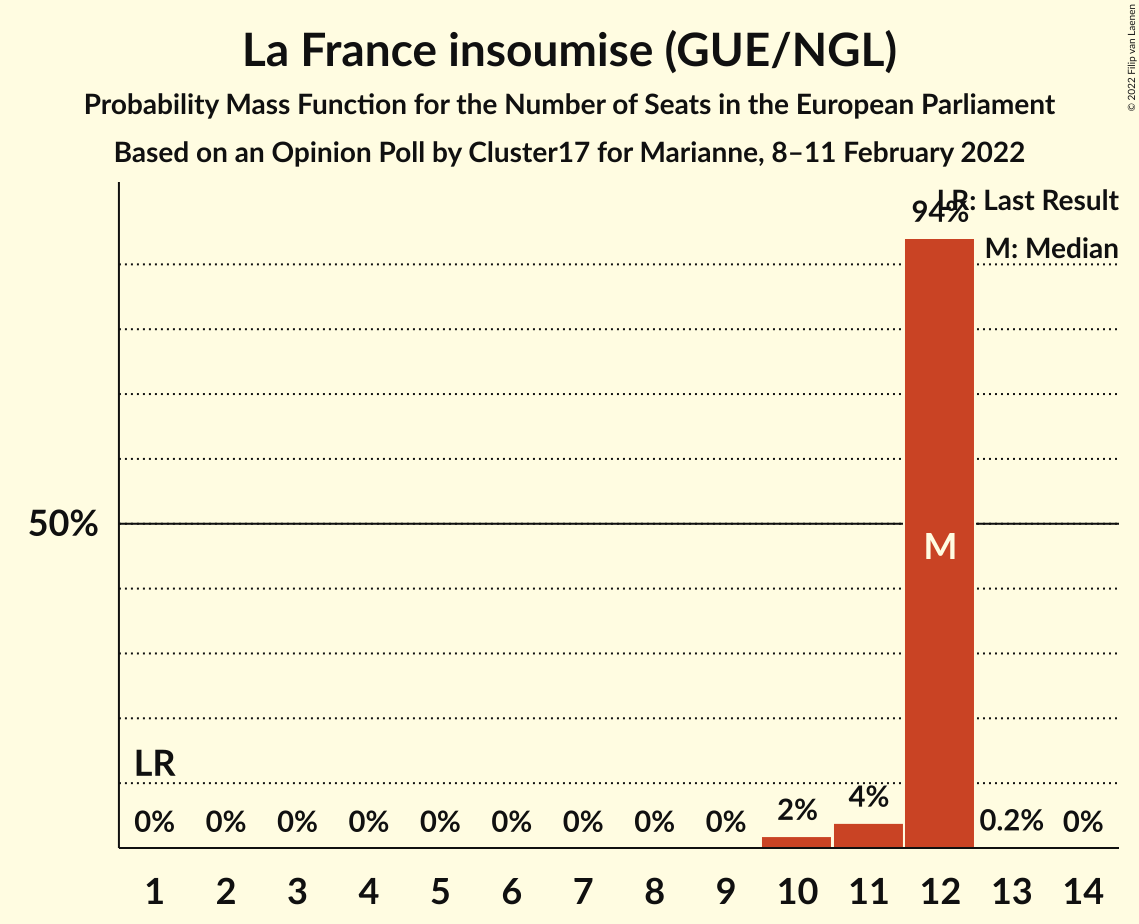 La France insoumise (GUE/NGL)
Probability Mass Function for the Number of Seats in the European Parliament
Based on an Opinion Poll by Cluster17 for Marianne, 8–11 February 2022
© 2022 Filip van Laenen
LR: Last Result
94%
M: Median
50%
M
LR
0% 0% 0% 0% 0% 0% 0% 0% 0% 2% 4% 0.2% 0%
1 2 3 4 5 6 7 8 9 10 11 12 13 14